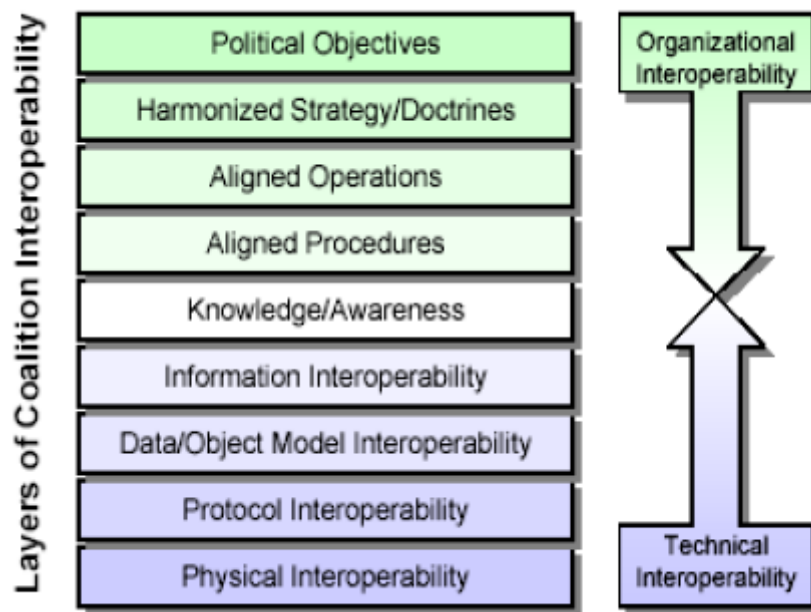 Layers of Coalition Interoperability
Political Objectives
Harmonized Strategy/Doctrines
Aligned Operations
Aligned Procedures
Knowledge/Awareness
Information Interoperability
Data/Object Model Interoperability
Protocol Interoperability
Physical Interoperability
Organizational
Interoperability
Technical
Interoperability